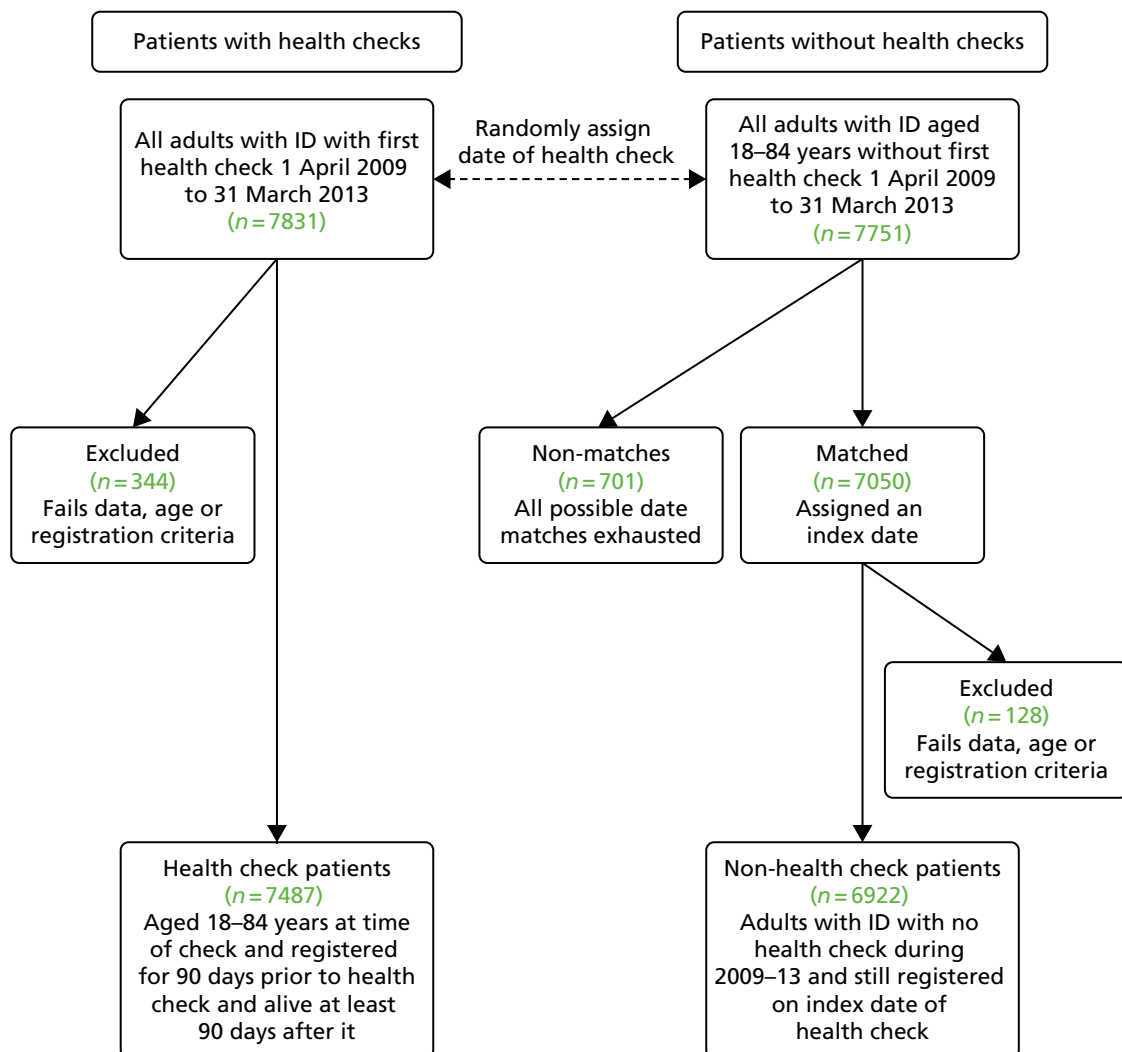 Patients with health checks
Patients without health checks
All adults with ID with first
health check 1 April 2009
to 31 March 2013
(n=7831)
Randomly assign
date of health check
All adults with ID aged
18–84 years without first
health check 1 April 2009
to 31 March 2013
(n=7751)
Excluded
(n=344)
Fails data, age or
registration criteria
Non-matches
(n=701)
All possible date
matches exhausted
Matched
(n=7050)
Assigned an
index date
Excluded
(n=128)
Fails data, age or
registration criteria
Health check patients
(n=7487)
Aged 18–84 years at time
of check and registered
for 90 days prior to health
check and alive at least
90 days after it
Non-health check patients
(n=6922)
Adults with ID with no
health check during
2009–13 and still registered
on index date of
health check